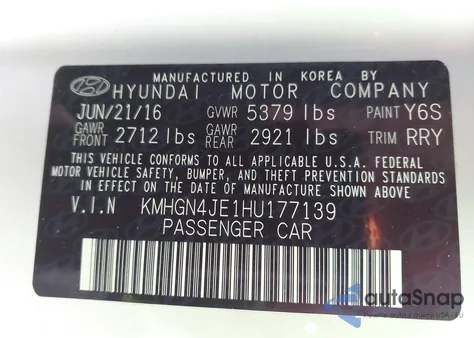 MANUFACTURED IN KOREA BY
HYUNDAI MOTOR COMPANY
JUN/21/16 GVWR 5379 lbs PAINT Y6S
GAWR FRONT 2712 lbs GAWR REAR 2921 lbs TRIM RRY
THIS VEHICLE CONFORMS TO ALL APPLICABLE U.S.A. FEDERAL
MOTOR VEHICLE SAFETY, BUMPER, AND THEFT PREVENTION STANDARDS
IN EFFECT ON THE DATE OF MANUFACTURE SHOWN ABOVE
V.I.N KMHGN4JE1HU177139
PASSENGER CAR
autoSnap